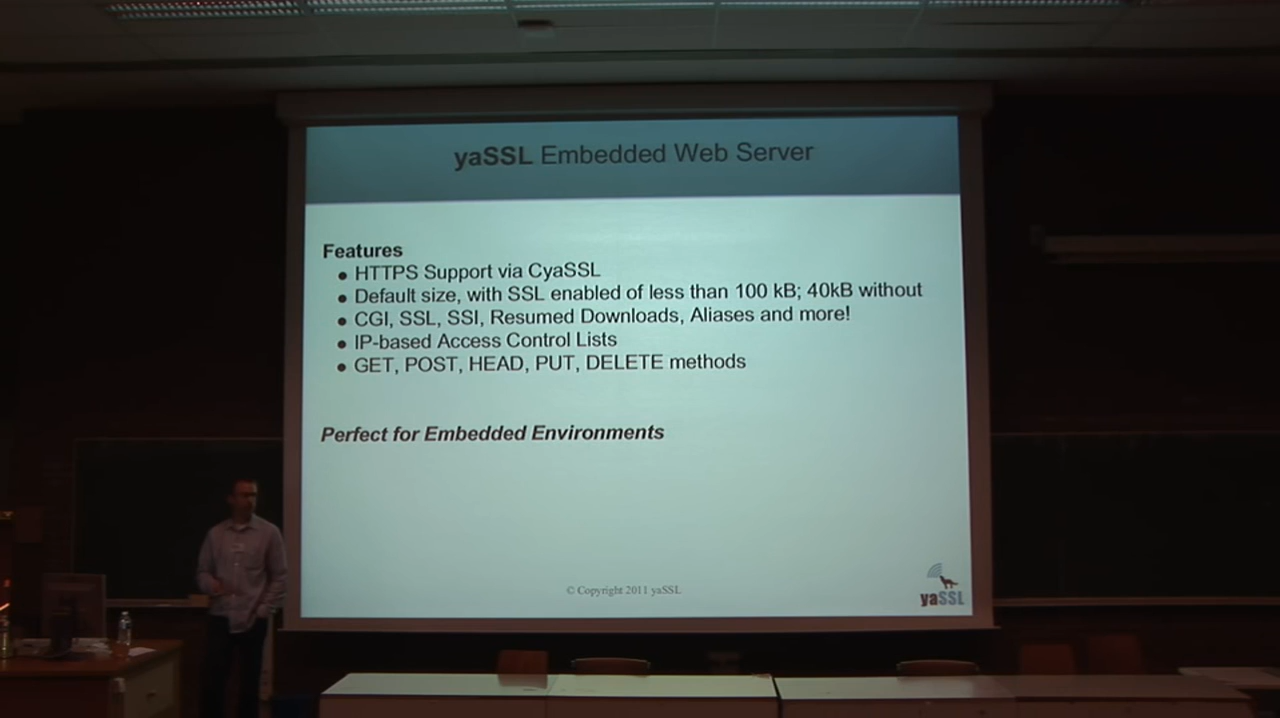 yaSSL Embedded Web Server
Features
● HTTPS Support via CyaSSL
● Default size, with SSL enabled of less than 100 kB; 40kB without
● CGI, SSL, SSI, Resumed Downloads, Aliases and more!
● IP-based Access Control Lists
● GET, POST, HEAD, PUT, DELETE methods
Perfect for Embedded Environments
© Copyright 2011 yaSSL
yaSSL